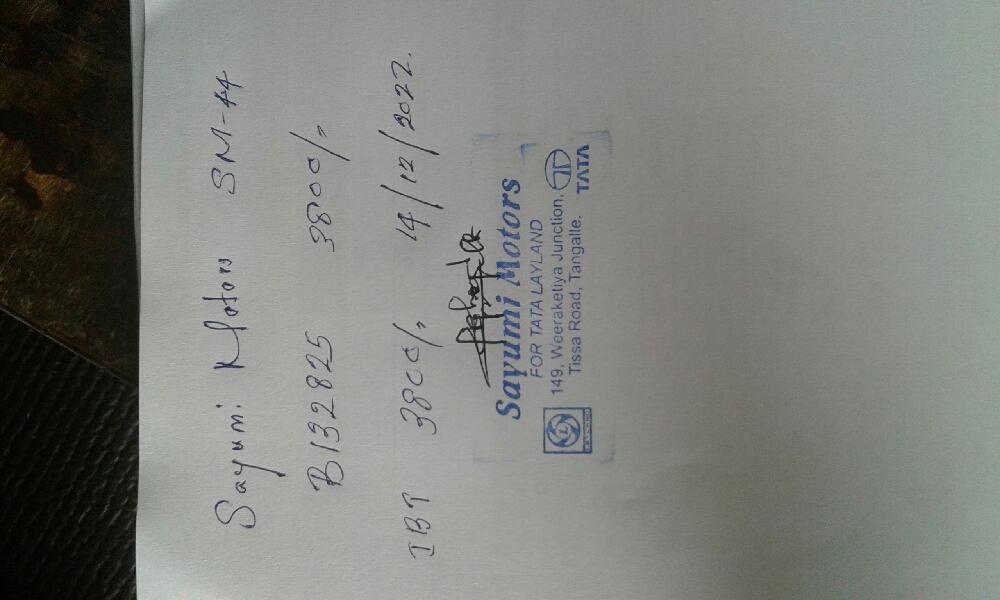 Sayumi Motors SM-44
B132825 3800/=
IBT 3800/= 14/12/2022.
Sayumi Motors
FOR TATA LAYLAND
149, Weeraketiya Junction,
Tissa Road, Tangalle.
TATA